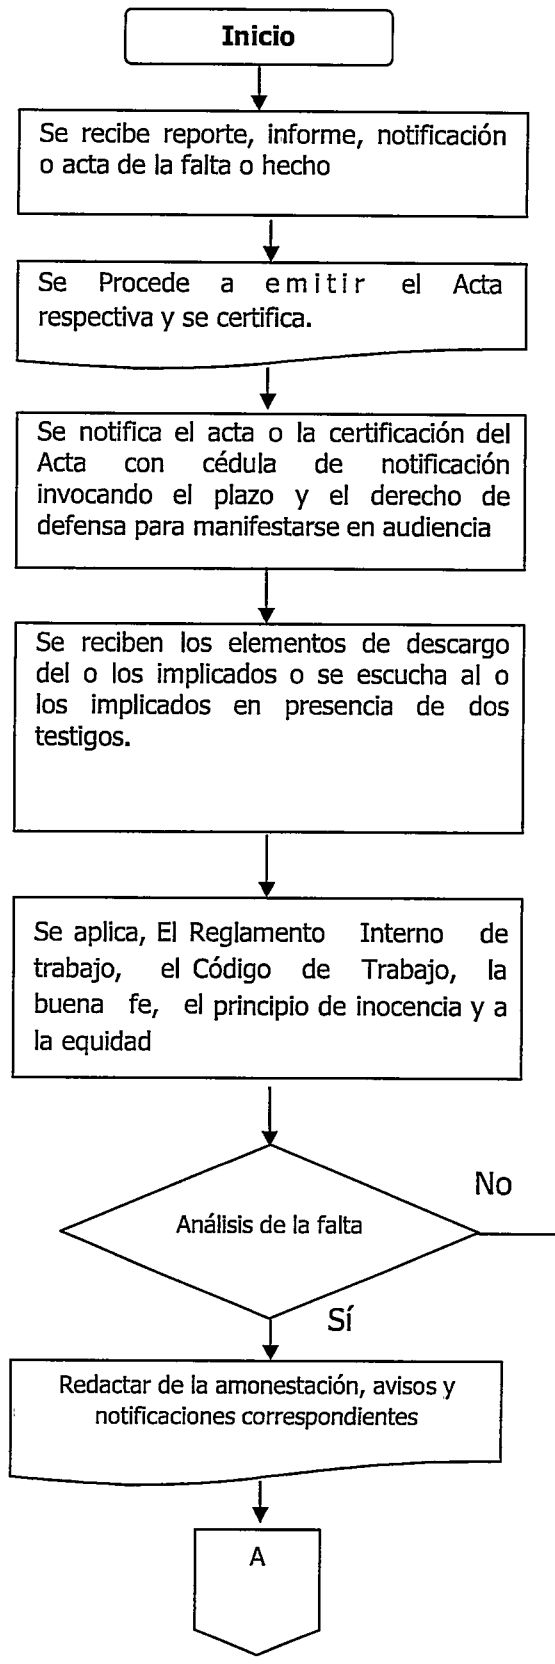 Inicio
Se recibe reporte, informe, notificación
o acta de la falta o hecho
Se Procede a emitir el Acta
respectiva y se certifica.
Se notifica el acta o la certificación del
Acta con cédula de notificación
invocando el plazo y el derecho de
defensa para manifestarse en audiencia
Se reciben los elementos de descargo
del o los implicados o se escucha al o
los implicados en presencia de dos
testigos.
Se aplica, El Reglamento Interno de
trabajo, el Código de Trabajo, la
buena fe, el principio de inocencia y a
la equidad
No
Análisis de la falta
Sí
Redactar de la amonestación, avisos y
notificaciones correspondientes
A